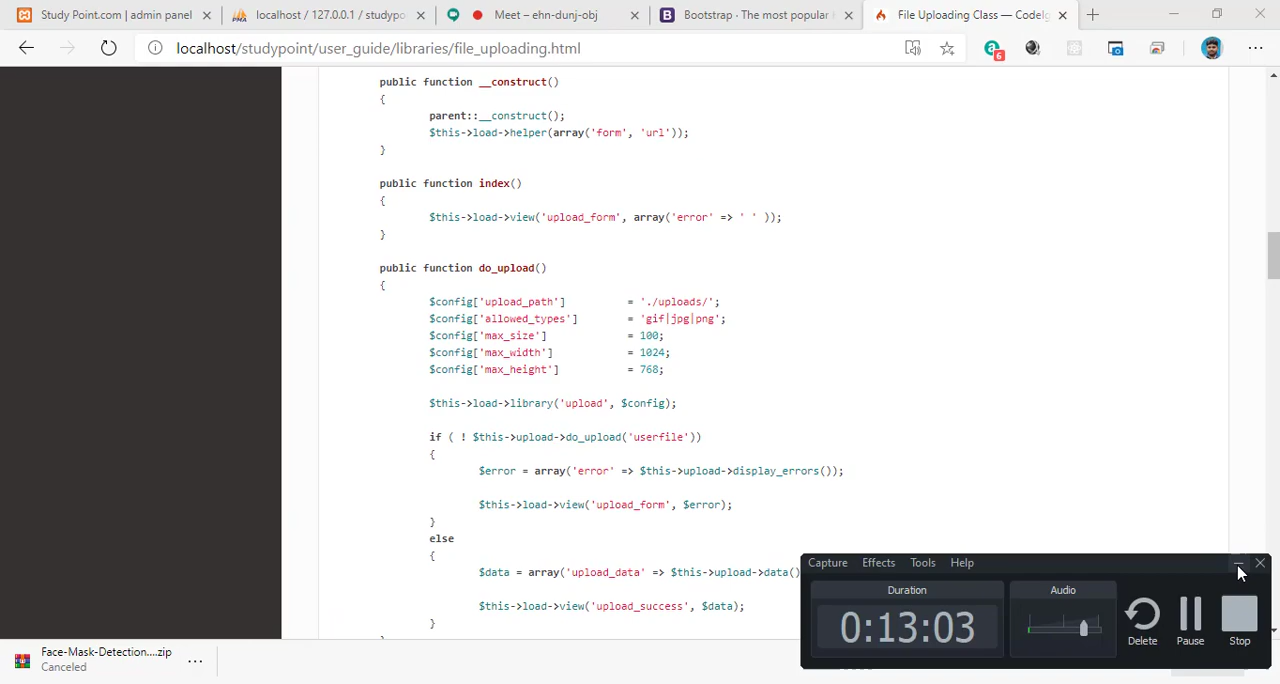 Study Point.com | admin panel
localhost / 127.0.0.1 / studypo
Meet – ehn-dunj-obj
Bootstrap · The most popular
File Uploading Class — CodeIg
localhost/studypoint/user_guide/libraries/file_uploading.html
6
public function __construct()
{
parent::__construct();
$this->load->helper(array('form', 'url'));
}
public function index()
{
$this->load->view('upload_form', array('error' => ' ' ));
}
public function do_upload()
{
$config['upload_path'] = './uploads/';
$config['allowed_types'] = 'gif|jpg|png';
$config['max_size'] = 100;
$config['max_width'] = 1024;
$config['max_height'] = 768;
$this->load->library('upload', $config);
if ( ! $this->upload->do_upload('userfile'))
{
$error = array('error' => $this->upload->display_errors());
$this->load->view('upload_form', $error);
}
else
{
$data = array('upload_data' => $this->upload->data()
$this->load->view('upload_success', $data);
}
Capture Effects Tools Help
Duration
Audio
0:13:03
Delete
Pause
Stop
Face-Mask-Detection....zip
Canceled